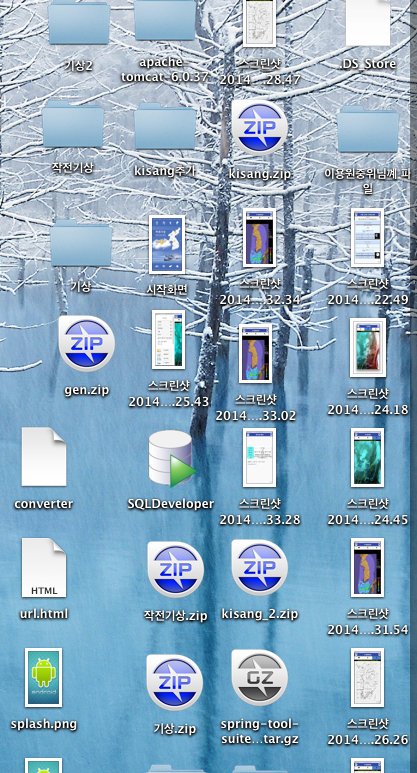 기상2
apache-
tomcat_6.0.37
스크린샷
2014....28.47
.DS_Store
작전기상
kisang추가
ZIP
kisang.zip
이용원중위님께 파
일
기상
시작화면
스크린샷
2014....32.34
스크린샷
2014....22.49
ZIP
gen.zip
스크린샷
2014....25.43
스크린샷
2014....33.02
스크린샷
2014....24.18
converter
SQLDeveloper
스크린샷
2014....33.28
스크린샷
2014....24.45
HTML
url.html
ZIP
작전기상.zip
ZIP
kisang_2.zip
스크린샷
2014....31.54
android
splash.png
ZIP
기상.zip
GZ
spring-tool-
suite...tar.gz
스크린샷
2014....26.26